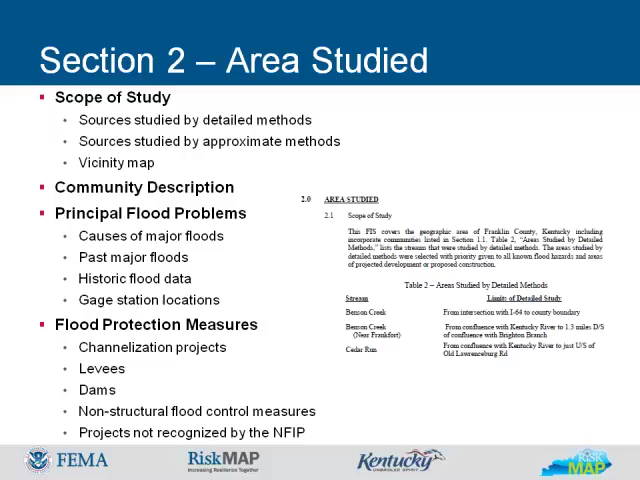 Section 2 – Area Studied
▪ Scope of Study
• Sources studied by detailed methods
• Sources studied by approximate methods
• Vicinity map
▪ Community Description
▪ Principal Flood Problems
• Causes of major floods
• Past major floods
• Historic flood data
• Gage station locations
▪ Flood Protection Measures
• Channelization projects
• Levees
• Dams
• Non-structural flood control measures
• Projects not recognized by the NFIP
2.0 AREA STUDIED
2.1 Scope of Study
This FIS covers the geographic area of Franklin County, Kentucky including
incorporate communities listed in Section 1.1. Table 2, “Areas Studied by Detailed
Methods,” lists the stream that were studied by detailed methods. The areas studied by
detailed methods were selected with priority given to all known flood hazards and areas
of projected development or proposed construction.
Table 2 – Areas Studied by Detailed Methods
Stream Limits of Detailed Study
Benson Creek From intersection with I-64 to county boundary
Benson Creek From confluence with Kentucky River to 1.3 miles D/S
(Near Frankfort) of confluence with Brighton Branch
Cedar Run From confluence with Kentucky River to just U/S of
Old Lawrenceburg Rd
FEMA
RiskMAP
Increasing Resilience Together
Kentucky
UNBRIDLED SPIRIT
RISK
MAP